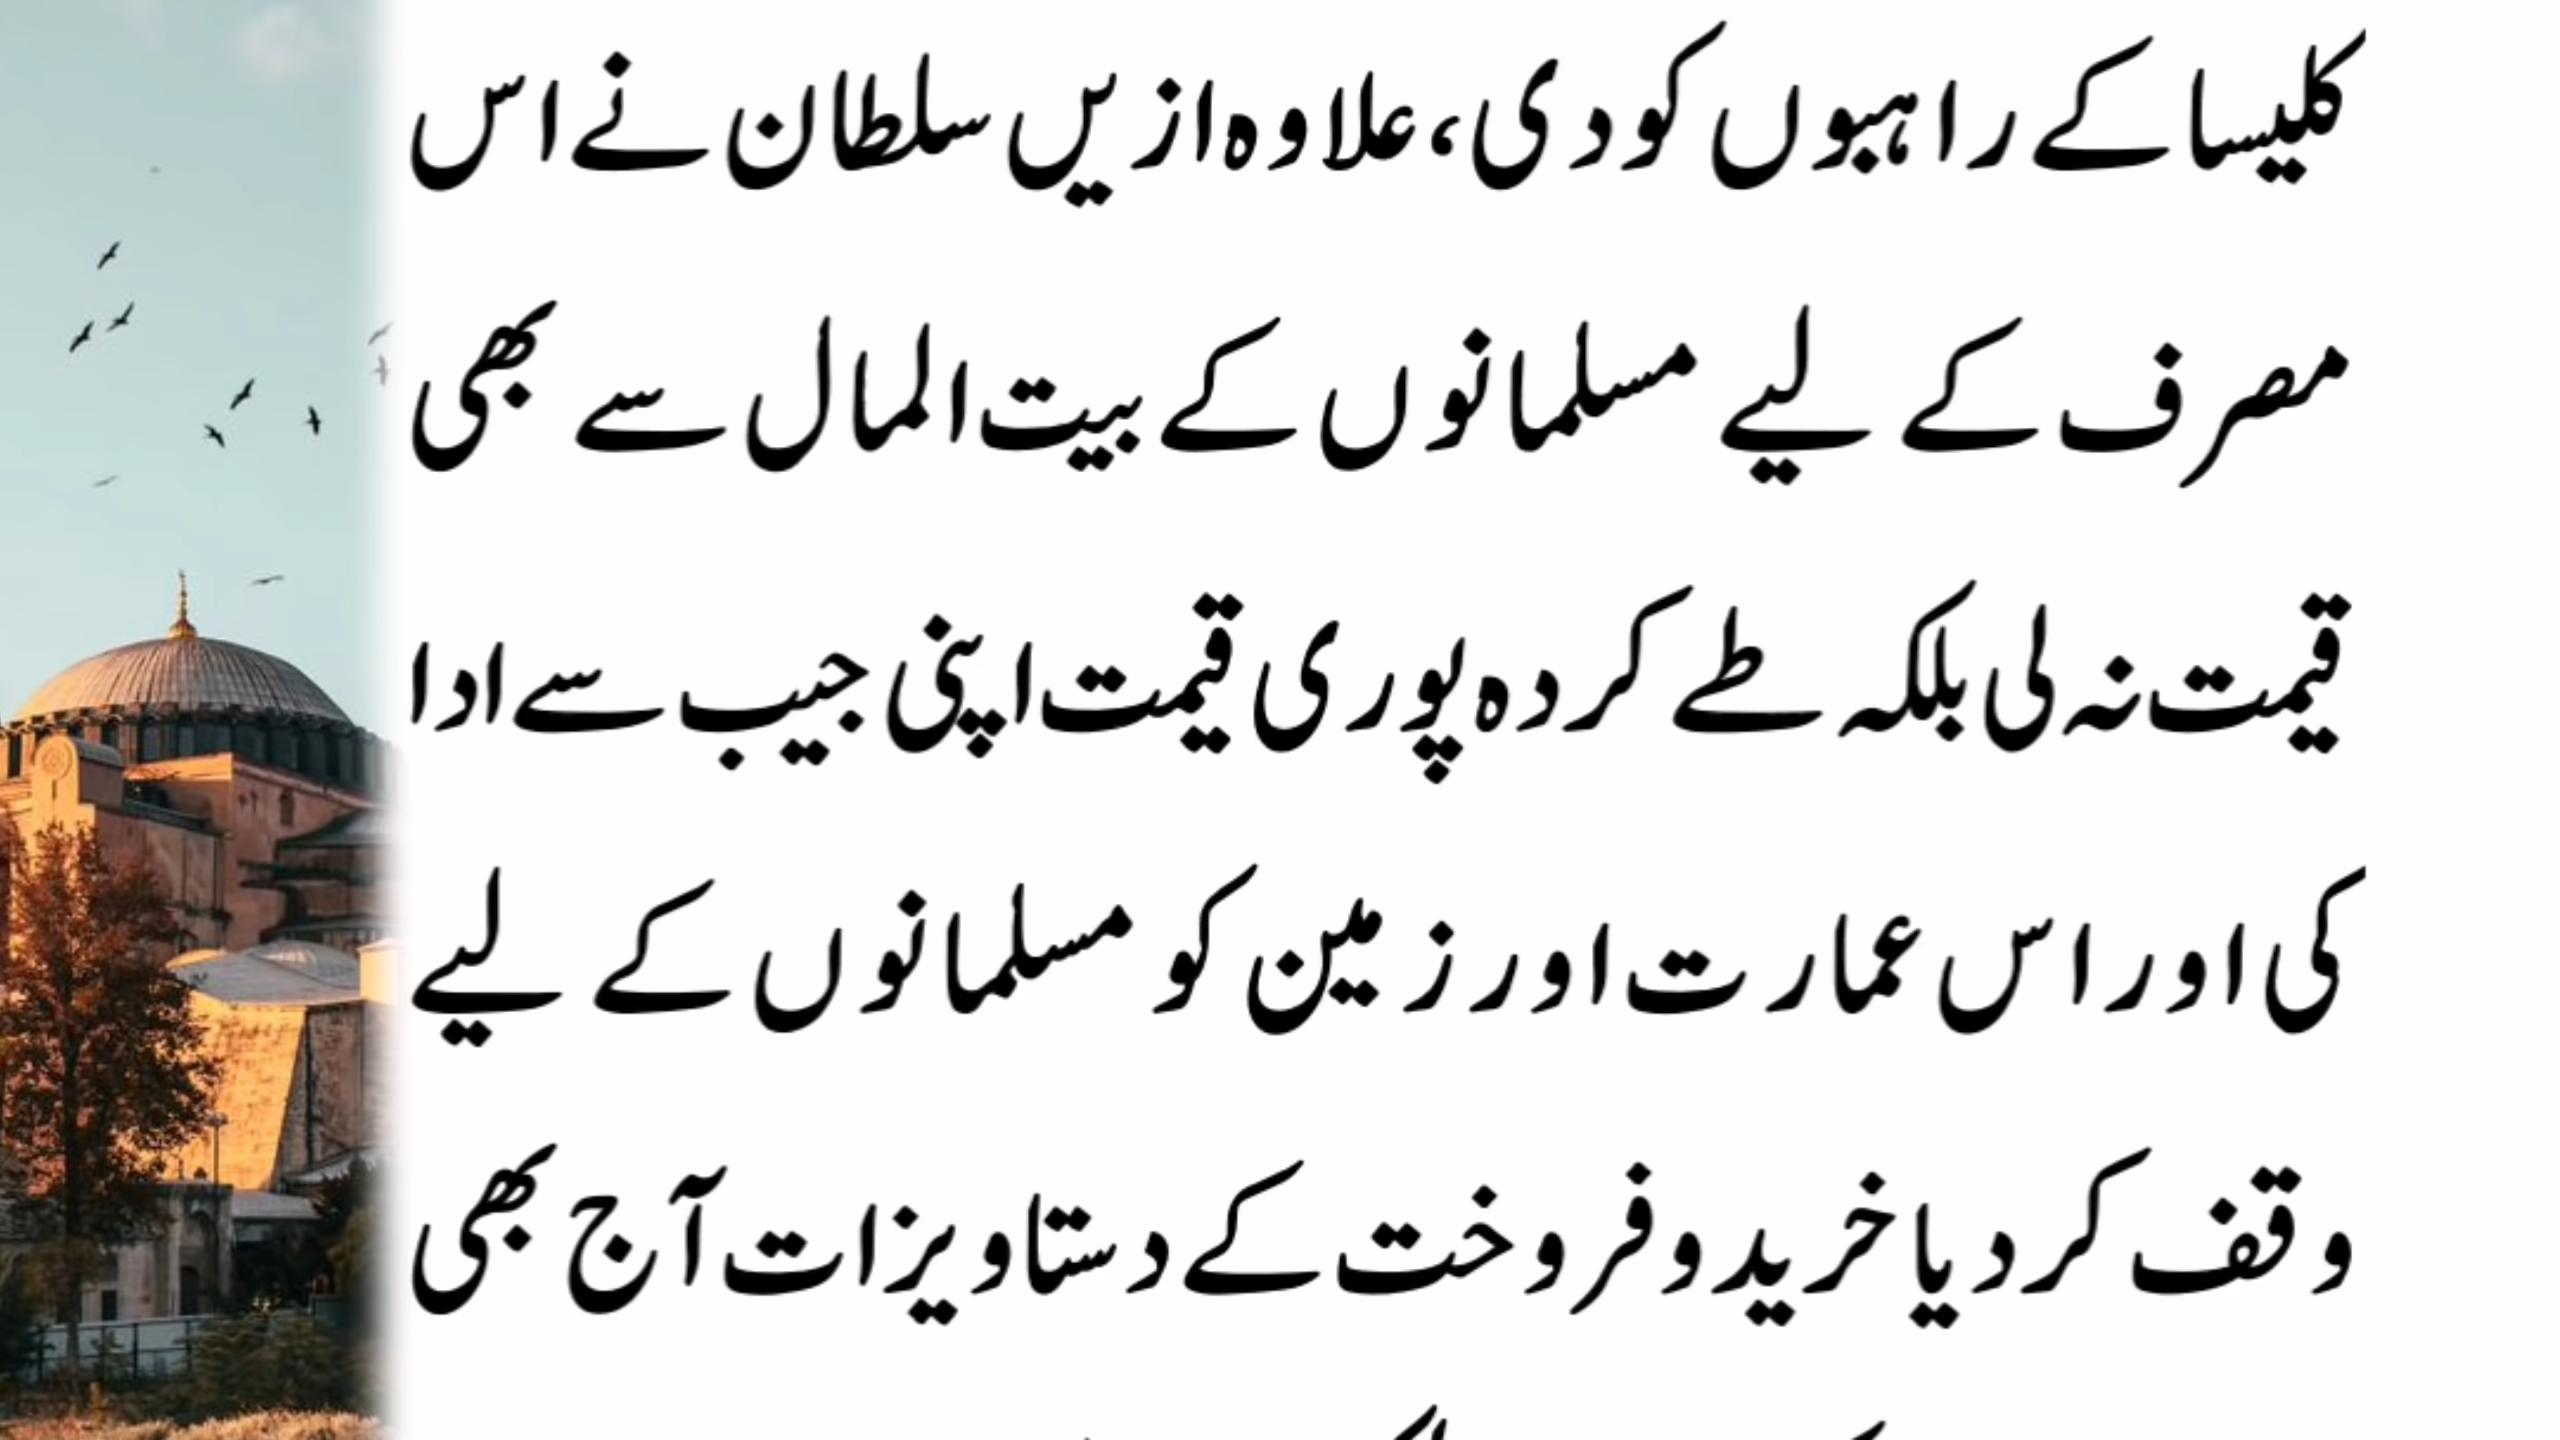 کلیسا کے راہبوں کو دی، علاوہ ازیں سلطان نے اس
مصرف کے لیے مسلمانوں کے بیت المال سے بھی
قیمت نہ لی بلکہ طے کردہ پوری قیمت اپنی جیب سے ادا
کی اور اس عمارت اور زمین کو مسلمانوں کے لیے
وقف کر دیا خرید و فروخت کے دستاویزات آج بھی